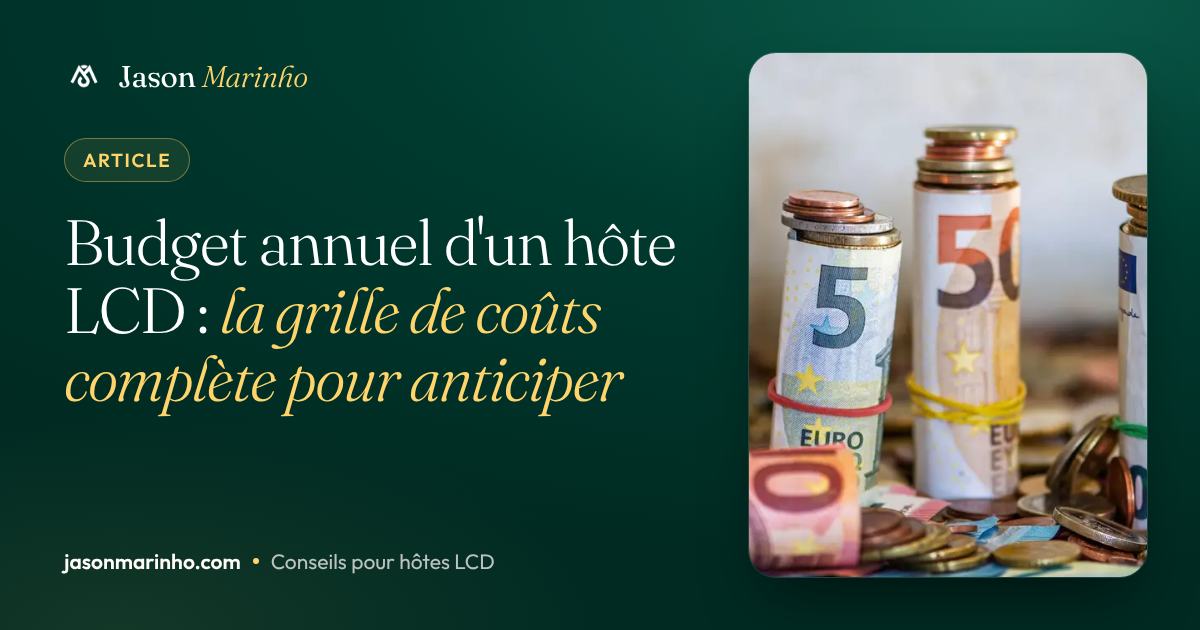 Jason Marinho
ARTICLE
Budget annuel d'un hôte
LCD : la grille de coûts
complète pour anticiper
jasonmarinho.com • Conseils pour hôtes LCD
5
50
EURO
10